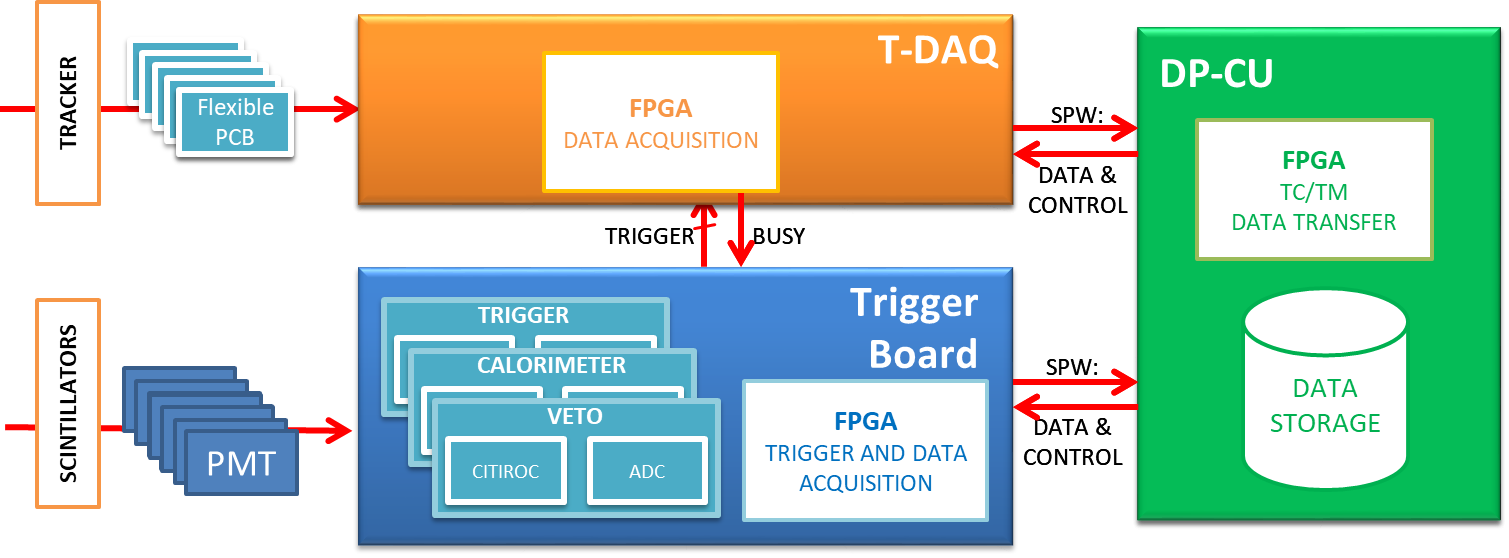 TRACKER
Flexible
PCB
T-DAQ
FPGA
DATA ACQUISITION
SPW:
DATA &
CONTROL
DP-CU
FPGA
TC/TM
DATA TRANSFER
TRIGGER
BUSY
SCINTILLATORS
PMT
TRIGGER
CALORIMETER
VETO
CITIROC
ADC
Trigger
Board
FPGA
TRIGGER AND DATA
ACQUISITION
SPW:
DATA &
CONTROL
DATA
STORAGE